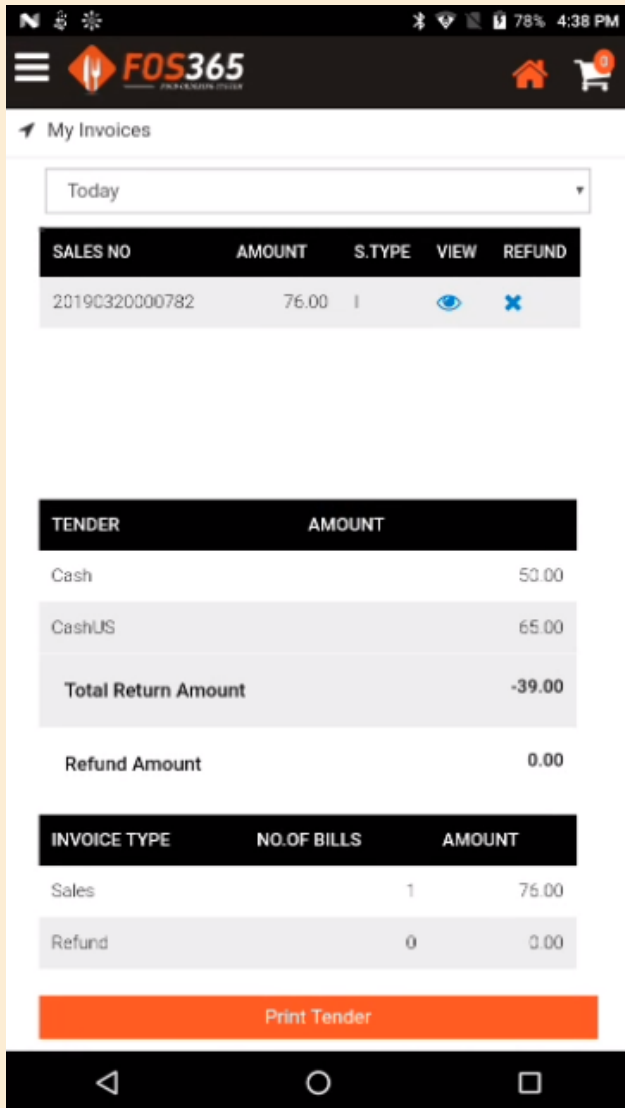 78% 4:38 PM
FOS365
0
My Invoices
Today
SALES NO AMOUNT S.TYPE VIEW REFUND
20190320000782 76.00 I
TENDER AMOUNT
Cash 50.00
CashUS 65.00
Total Return Amount -39.00
Refund Amount 0.00
INVOICE TYPE NO.OF BILLS AMOUNT
Sales 1 76.00
Refund 0 0.00
Print Tender